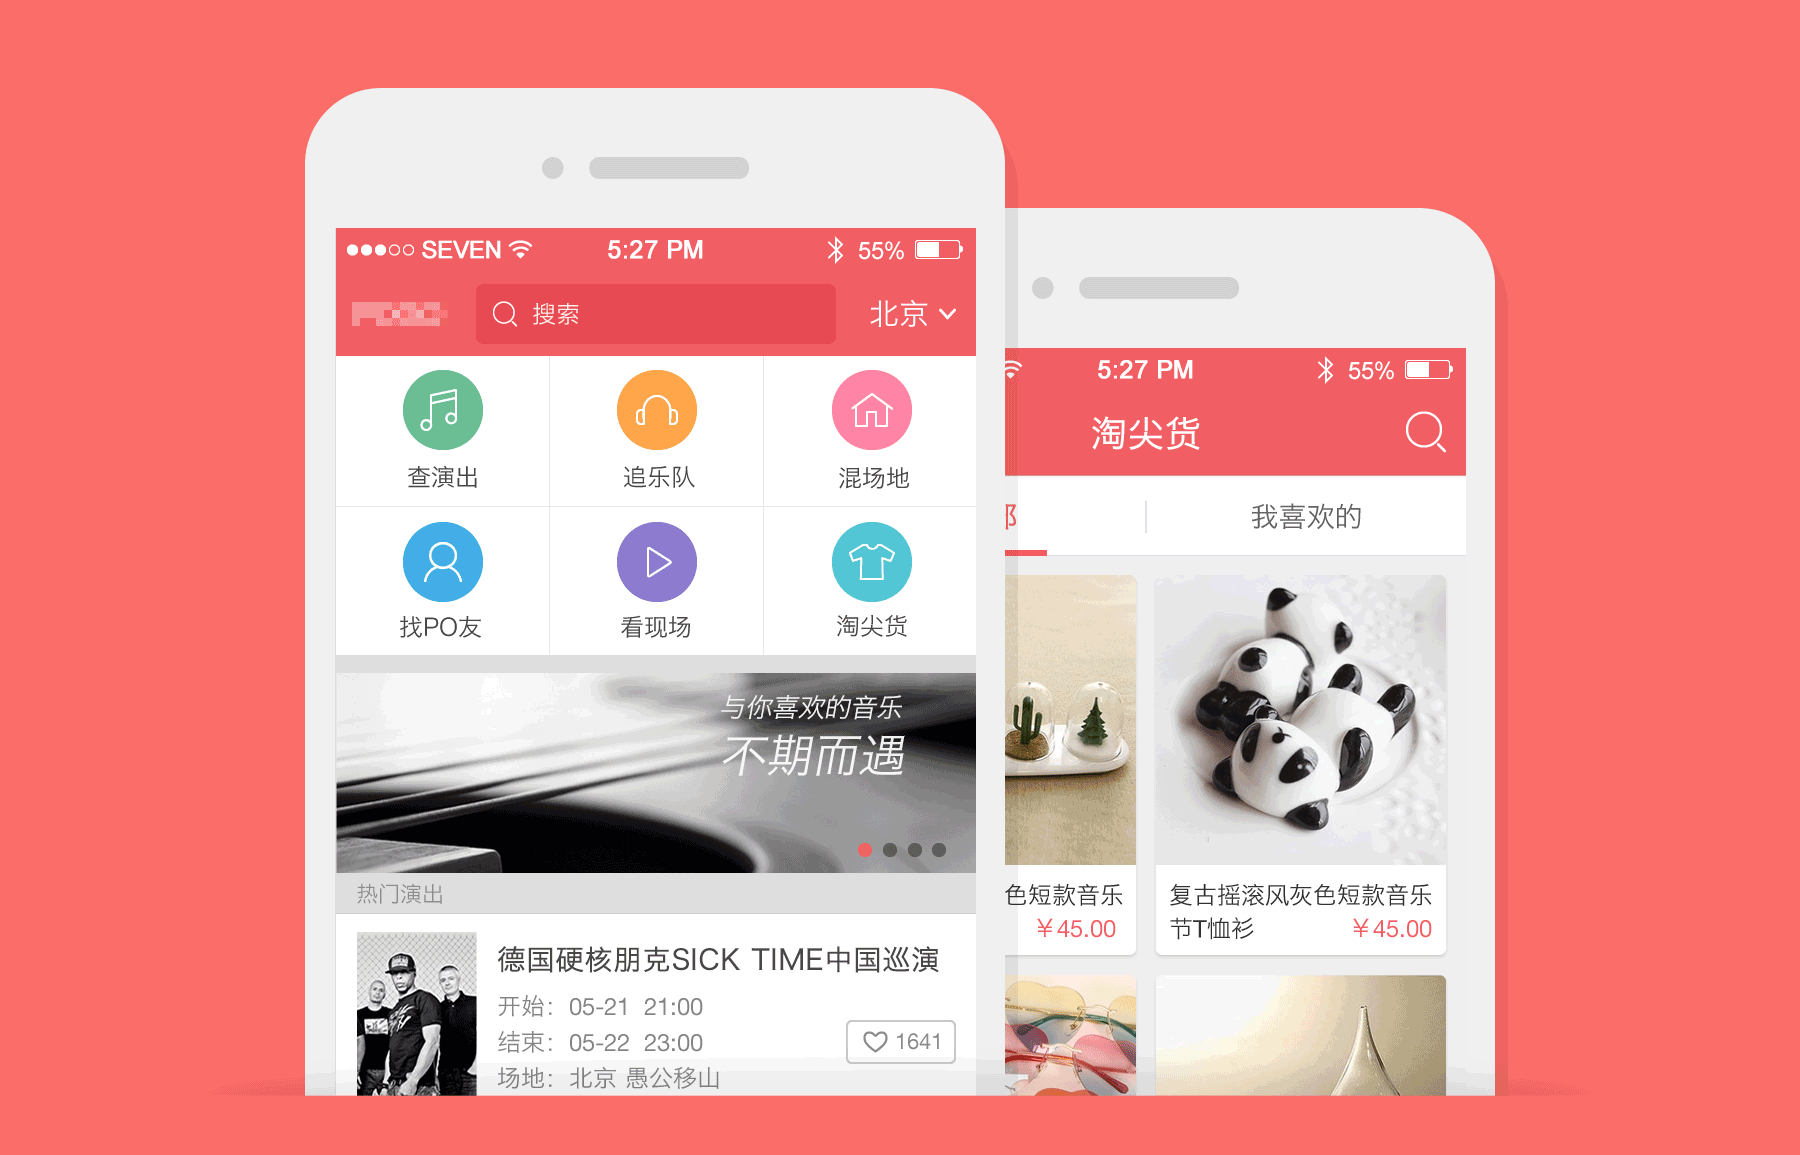 SEVEN 5:27 PM 55%
搜索 北京
查演出 追乐队 混场地
找PO友 看现场 淘尖货
与你喜欢的音乐
不期而遇
热门演出
德国硬核朋克SICK TIME中国巡演
开始：05-21 21:00
结束：05-22 23:00
1641
场地：北京 愚公移山
5:27 PM 55%
淘尖货
我喜欢的
色短款音乐
￥45.00
复古摇滚风灰色短款音乐
节T恤衫 ￥45.00